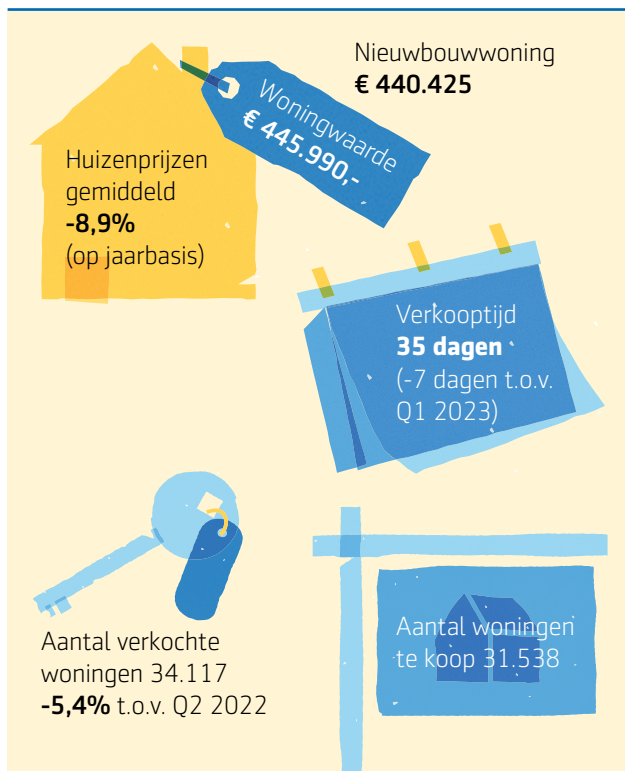 Nieuwbouwwoning
€ 440.425
Woningwaarde
€ 445.990,-
Huizenprijzen
gemiddeld
-8,9%
(op jaarbasis)
Verkooptijd
35 dagen
(-7 dagen t.o.v.
Q1 2023)
Aantal verkochte
woningen 34.117
-5,4% t.o.v. Q2 2022
Aantal woningen
te koop 31.538